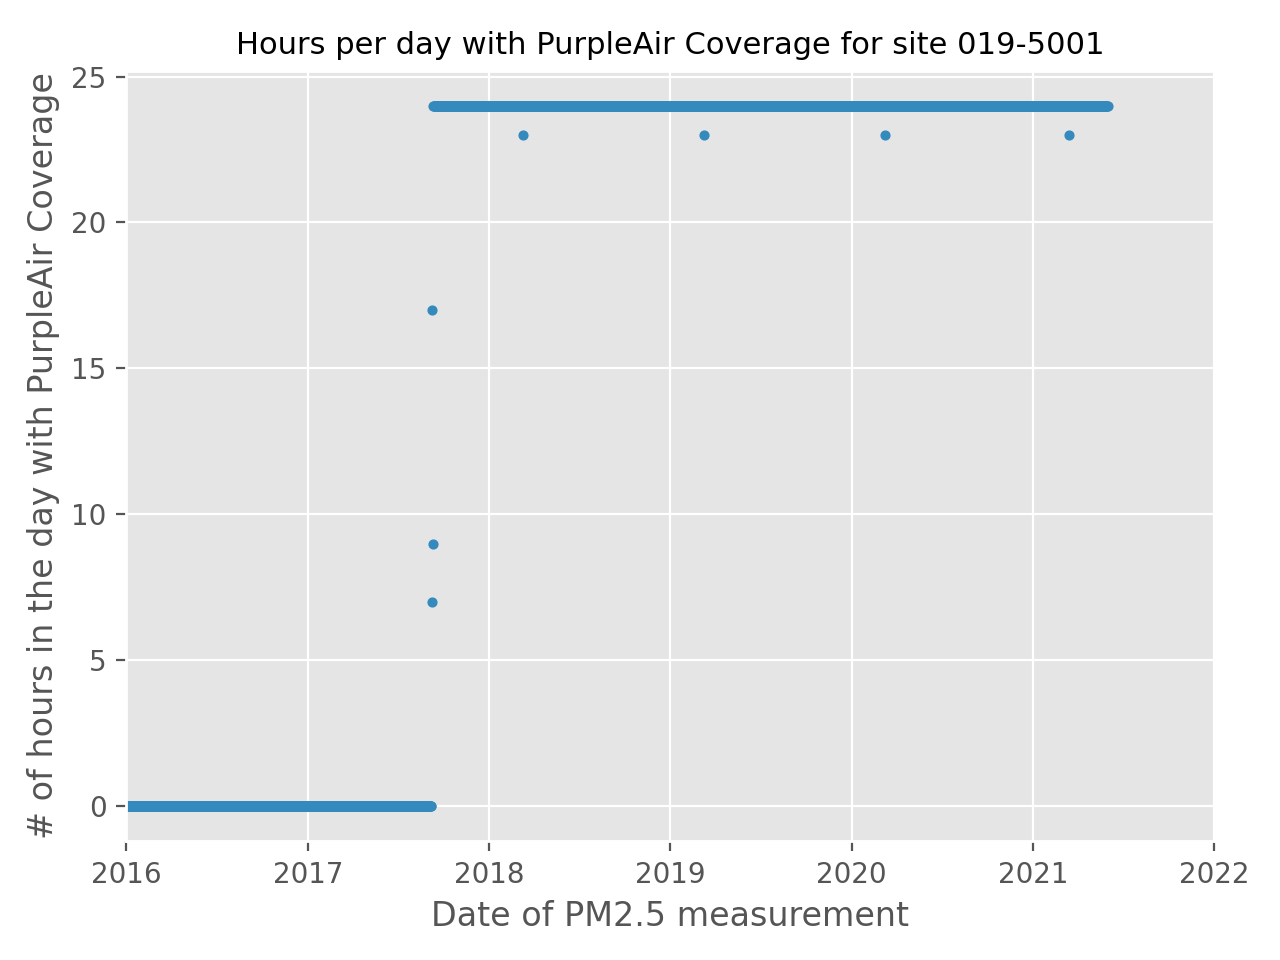 Hours per day with PurpleAir Coverage for site 019-5001
# of hours in the day with PurpleAir Coverage
25
20
15
10
5
0
2016 2017 2018 2019 2020 2021 2022
Date of PM2.5 measurement